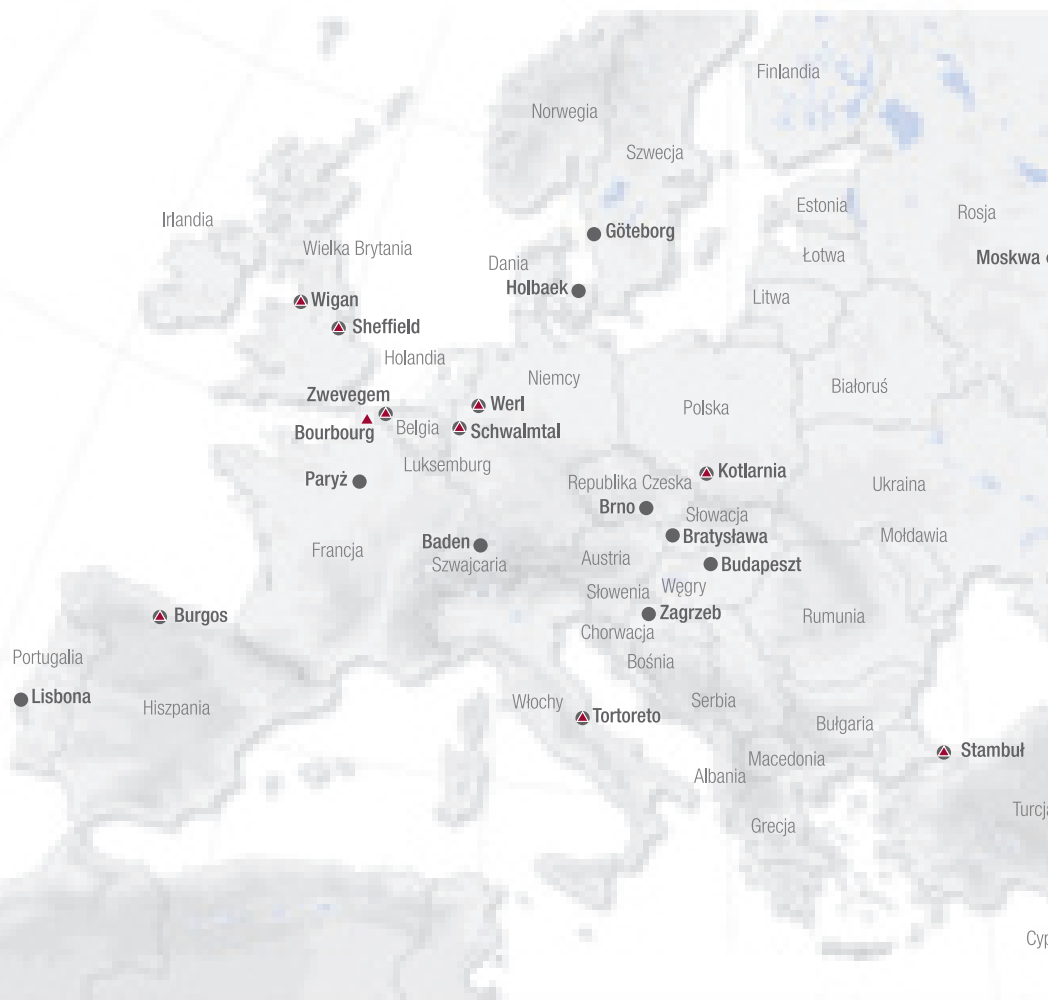 Finlandia
Norwegia
Szwecja
Estonia
Rosja
Irlandia
Göteborg
Wielka Brytania
Łotwa
Moskwa
Dania
Holbaek
Litwa
Wigan
Sheffield
Holandia
Niemcy
Białoruś
Zwevegem
Werl
Polska
Belgia
Bourbourg
Schwalmtal
Luksemburg
Kotlarnia
Paryż
Republika Czeska
Ukraina
Brno
Słowacja
Bratysława
Mołdawia
Baden
Francja
Szwajcaria
Austria
Budapeszt
Węgry
Słowenia
Zagrzeb
Burgos
Rumunia
Chorwacja
Portugalia
Bośnia
Lisbona
Hiszpania
Włochy
Serbia
Tortoreto
Bułgaria
Stambuł
Macedonia
Albania
Turcja
Grecja
Cyp